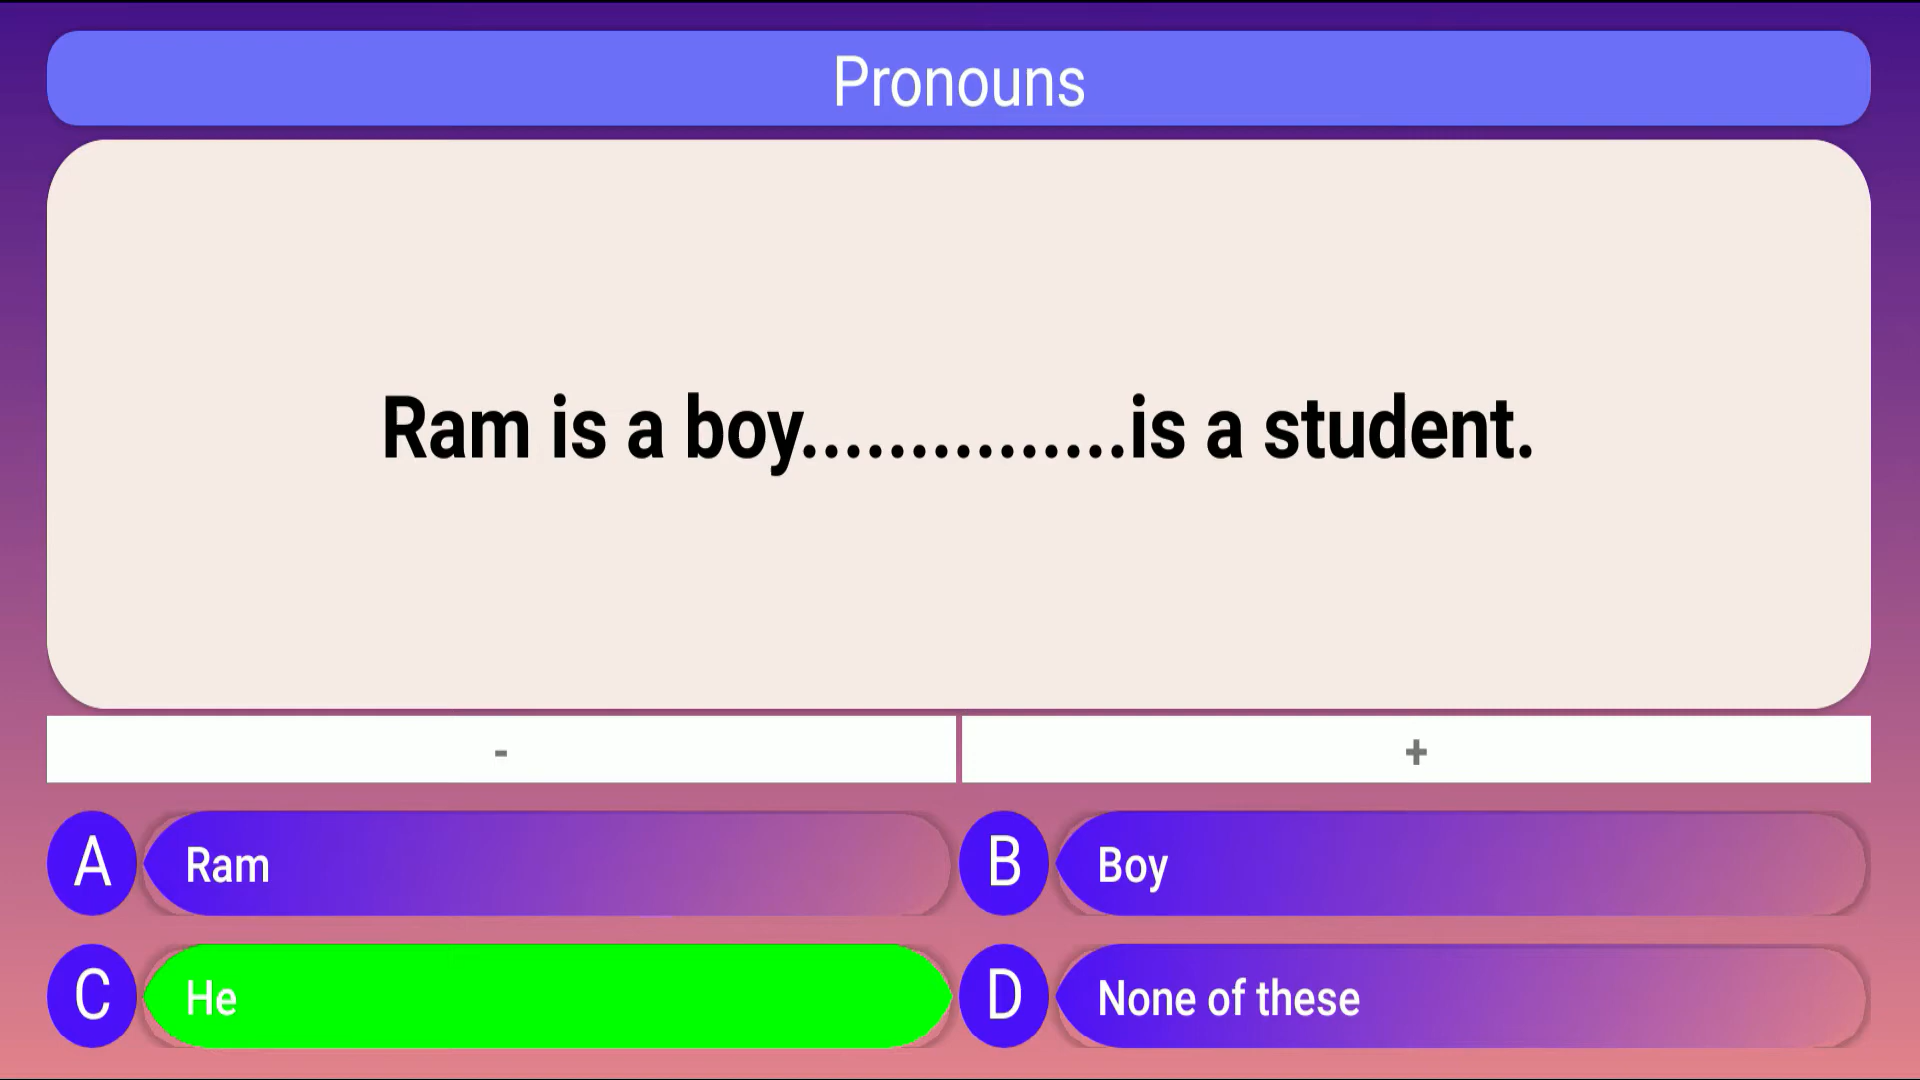 Pronouns
Ram is a boy...............is a student.
-
+
A Ram
B Boy
C He
D None of these